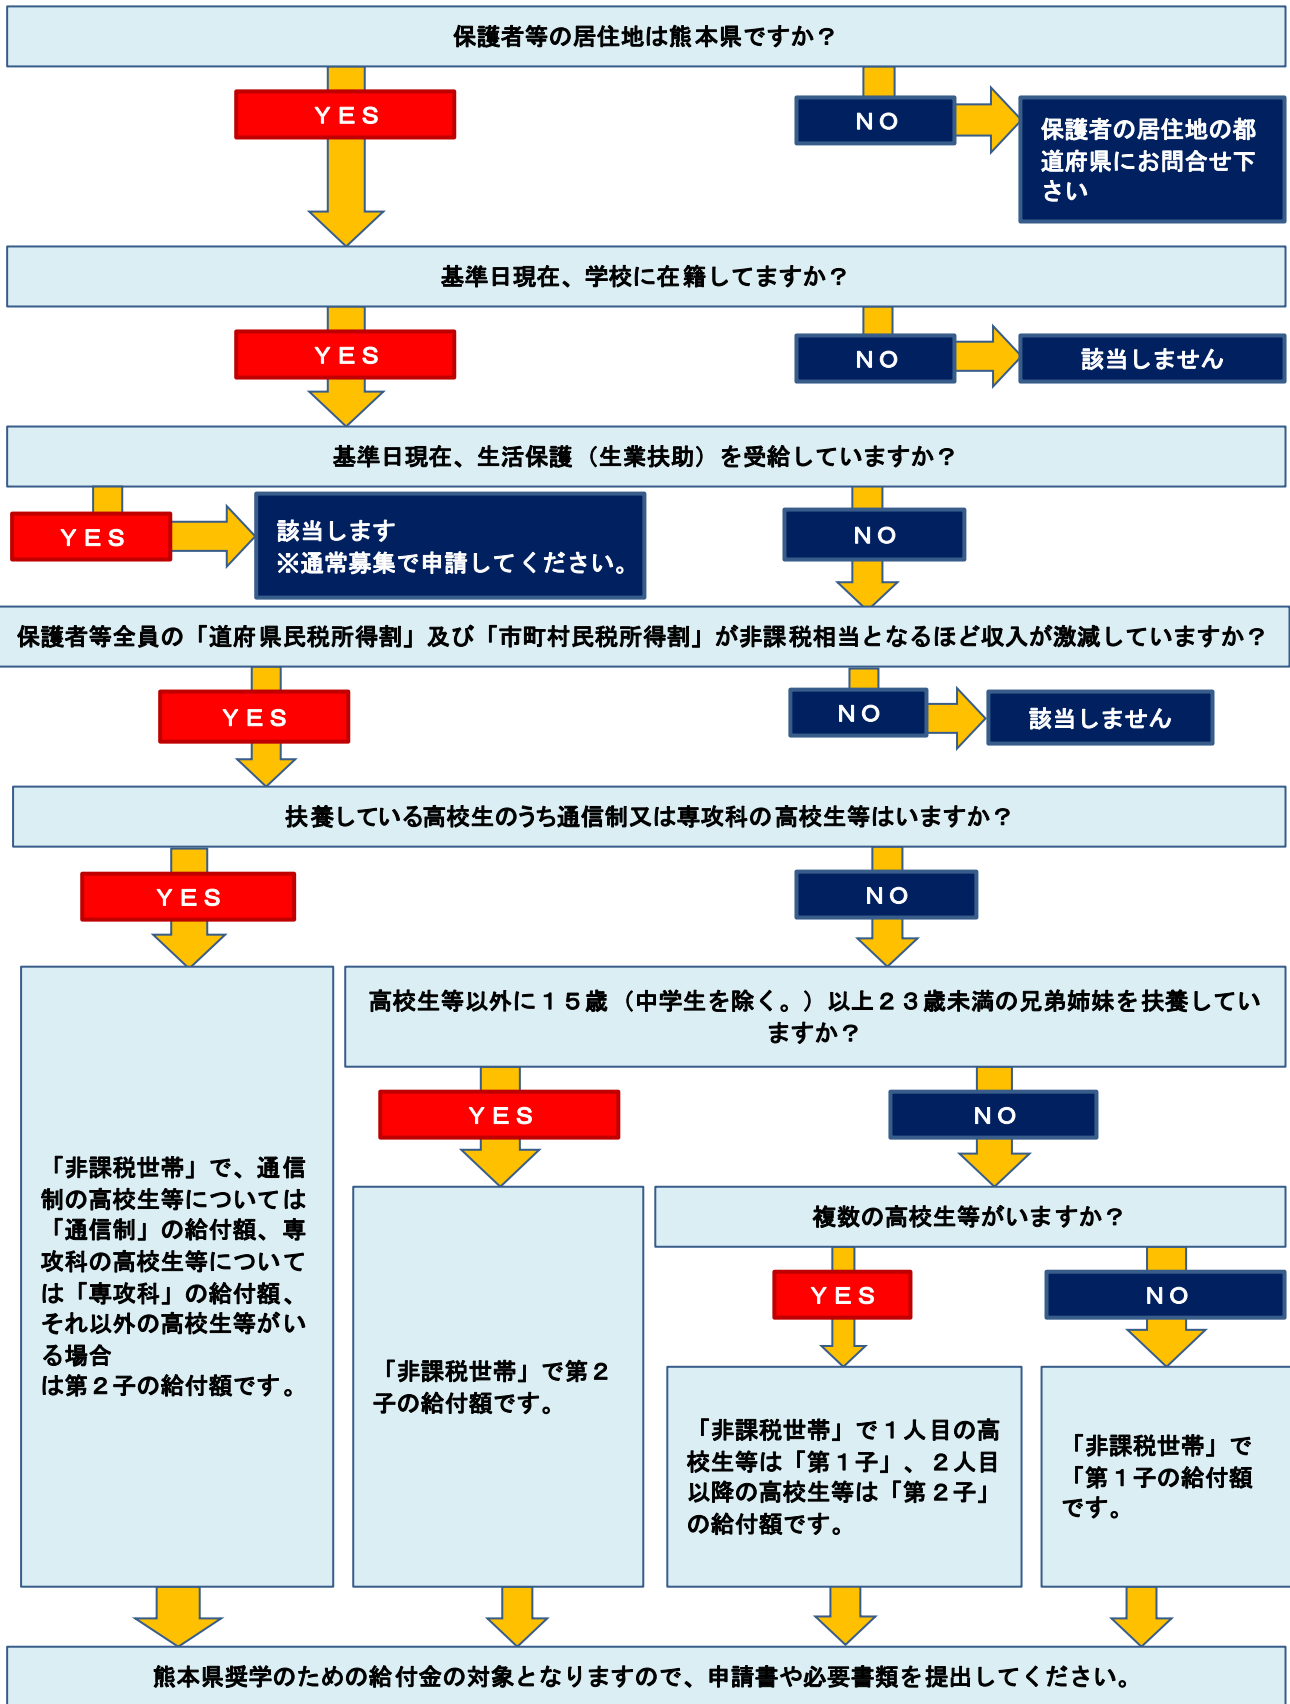 保護者等の居住地は熊本県ですか？
ＹＥＳ
ＮＯ
保護者の居住地の都
道府県にお問合せ下
さい
基準日現在、学校に在籍してますか？
ＹＥＳ
ＮＯ
該当しません
基準日現在、生活保護（生業扶助）を受給していますか？
ＹＥＳ
該当します
※通常募集で申請してください。
ＮＯ
保護者等全員の「道府県民税所得割」及び「市町村民税所得割」が非課税相当となるほど収入が激減していますか？
ＹＥＳ
ＮＯ
該当しません
扶養している高校生のうち通信制又は専攻科の高校生等はいますか？
ＹＥＳ
ＮＯ
「非課税世帯」で、通信
制の高校生等については
「通信制」の給付額、専
攻科の高校生等について
は「専攻科」の給付額、
それ以外の高校生等がい
る場合
は第２子の給付額です。
高校生等以外に１５歳（中学生を除く。）以上２３歳未満の兄弟姉妹を扶養してい
ますか？
ＹＥＳ
ＮＯ
「非課税世帯」で第２
子の給付額です。
複数の高校生等がいますか？
ＹＥＳ
ＮＯ
「非課税世帯」で１人目の高
校生等は「第１子」、２人目
以降の高校生等は「第２子」
の給付額です。
「非課税世帯」で
「第１子の給付額
です。
熊本県奨学のための給付金の対象となりますので、申請書や必要書類を提出してください。